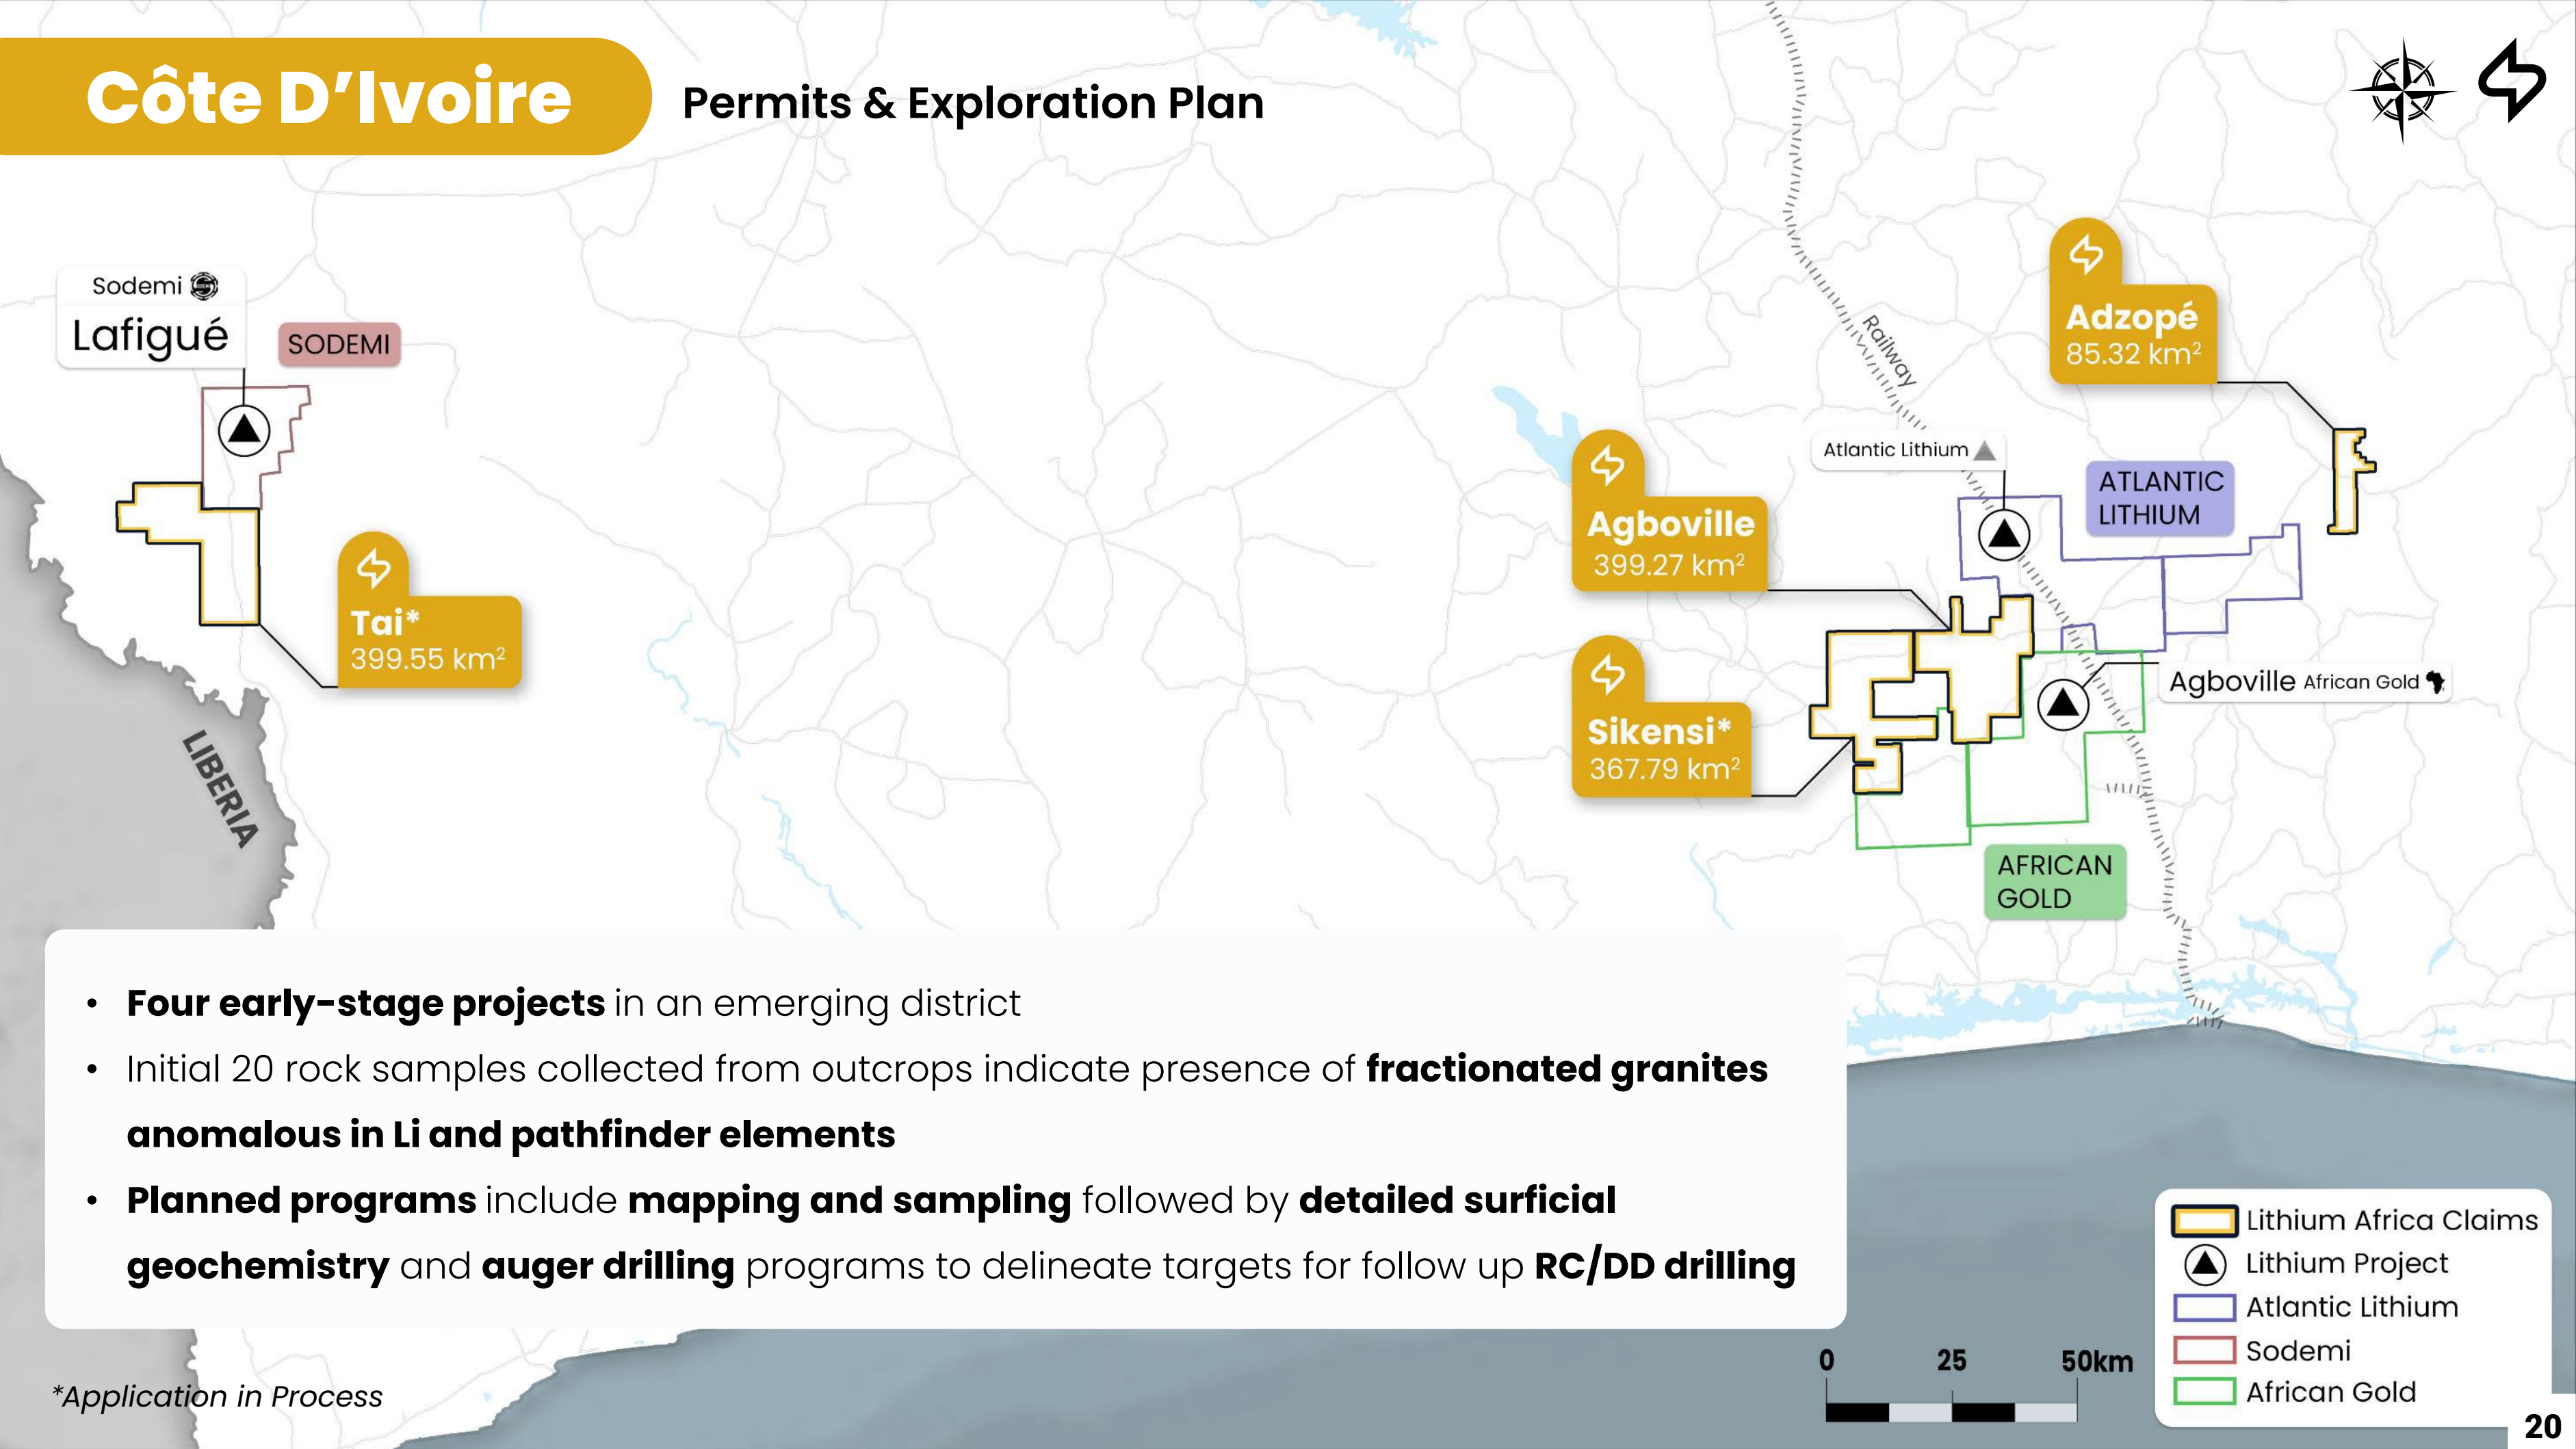 Côte D’Ivoire
Permits & Exploration Plan
Sodemi
Lafigué
SODEMI
Tai*
399.55 km²
LIBERIA
Railway
Adzopé
85.32 km²
Atlantic Lithium
ATLANTIC
LITHIUM
Agboville
399.27 km²
Sikensi*
367.79 km²
Agboville African Gold
AFRICAN
GOLD
• Four early-stage projects in an emerging district
• Initial 20 rock samples collected from outcrops indicate presence of fractionated granites
anomalous in Li and pathfinder elements
• Planned programs include mapping and sampling followed by detailed surficial
geochemistry and auger drilling programs to delineate targets for follow up RC/DD drilling
*Application in Process
0 25 50km
Lithium Africa Claims
Lithium Project
Atlantic Lithium
Sodemi
African Gold
20